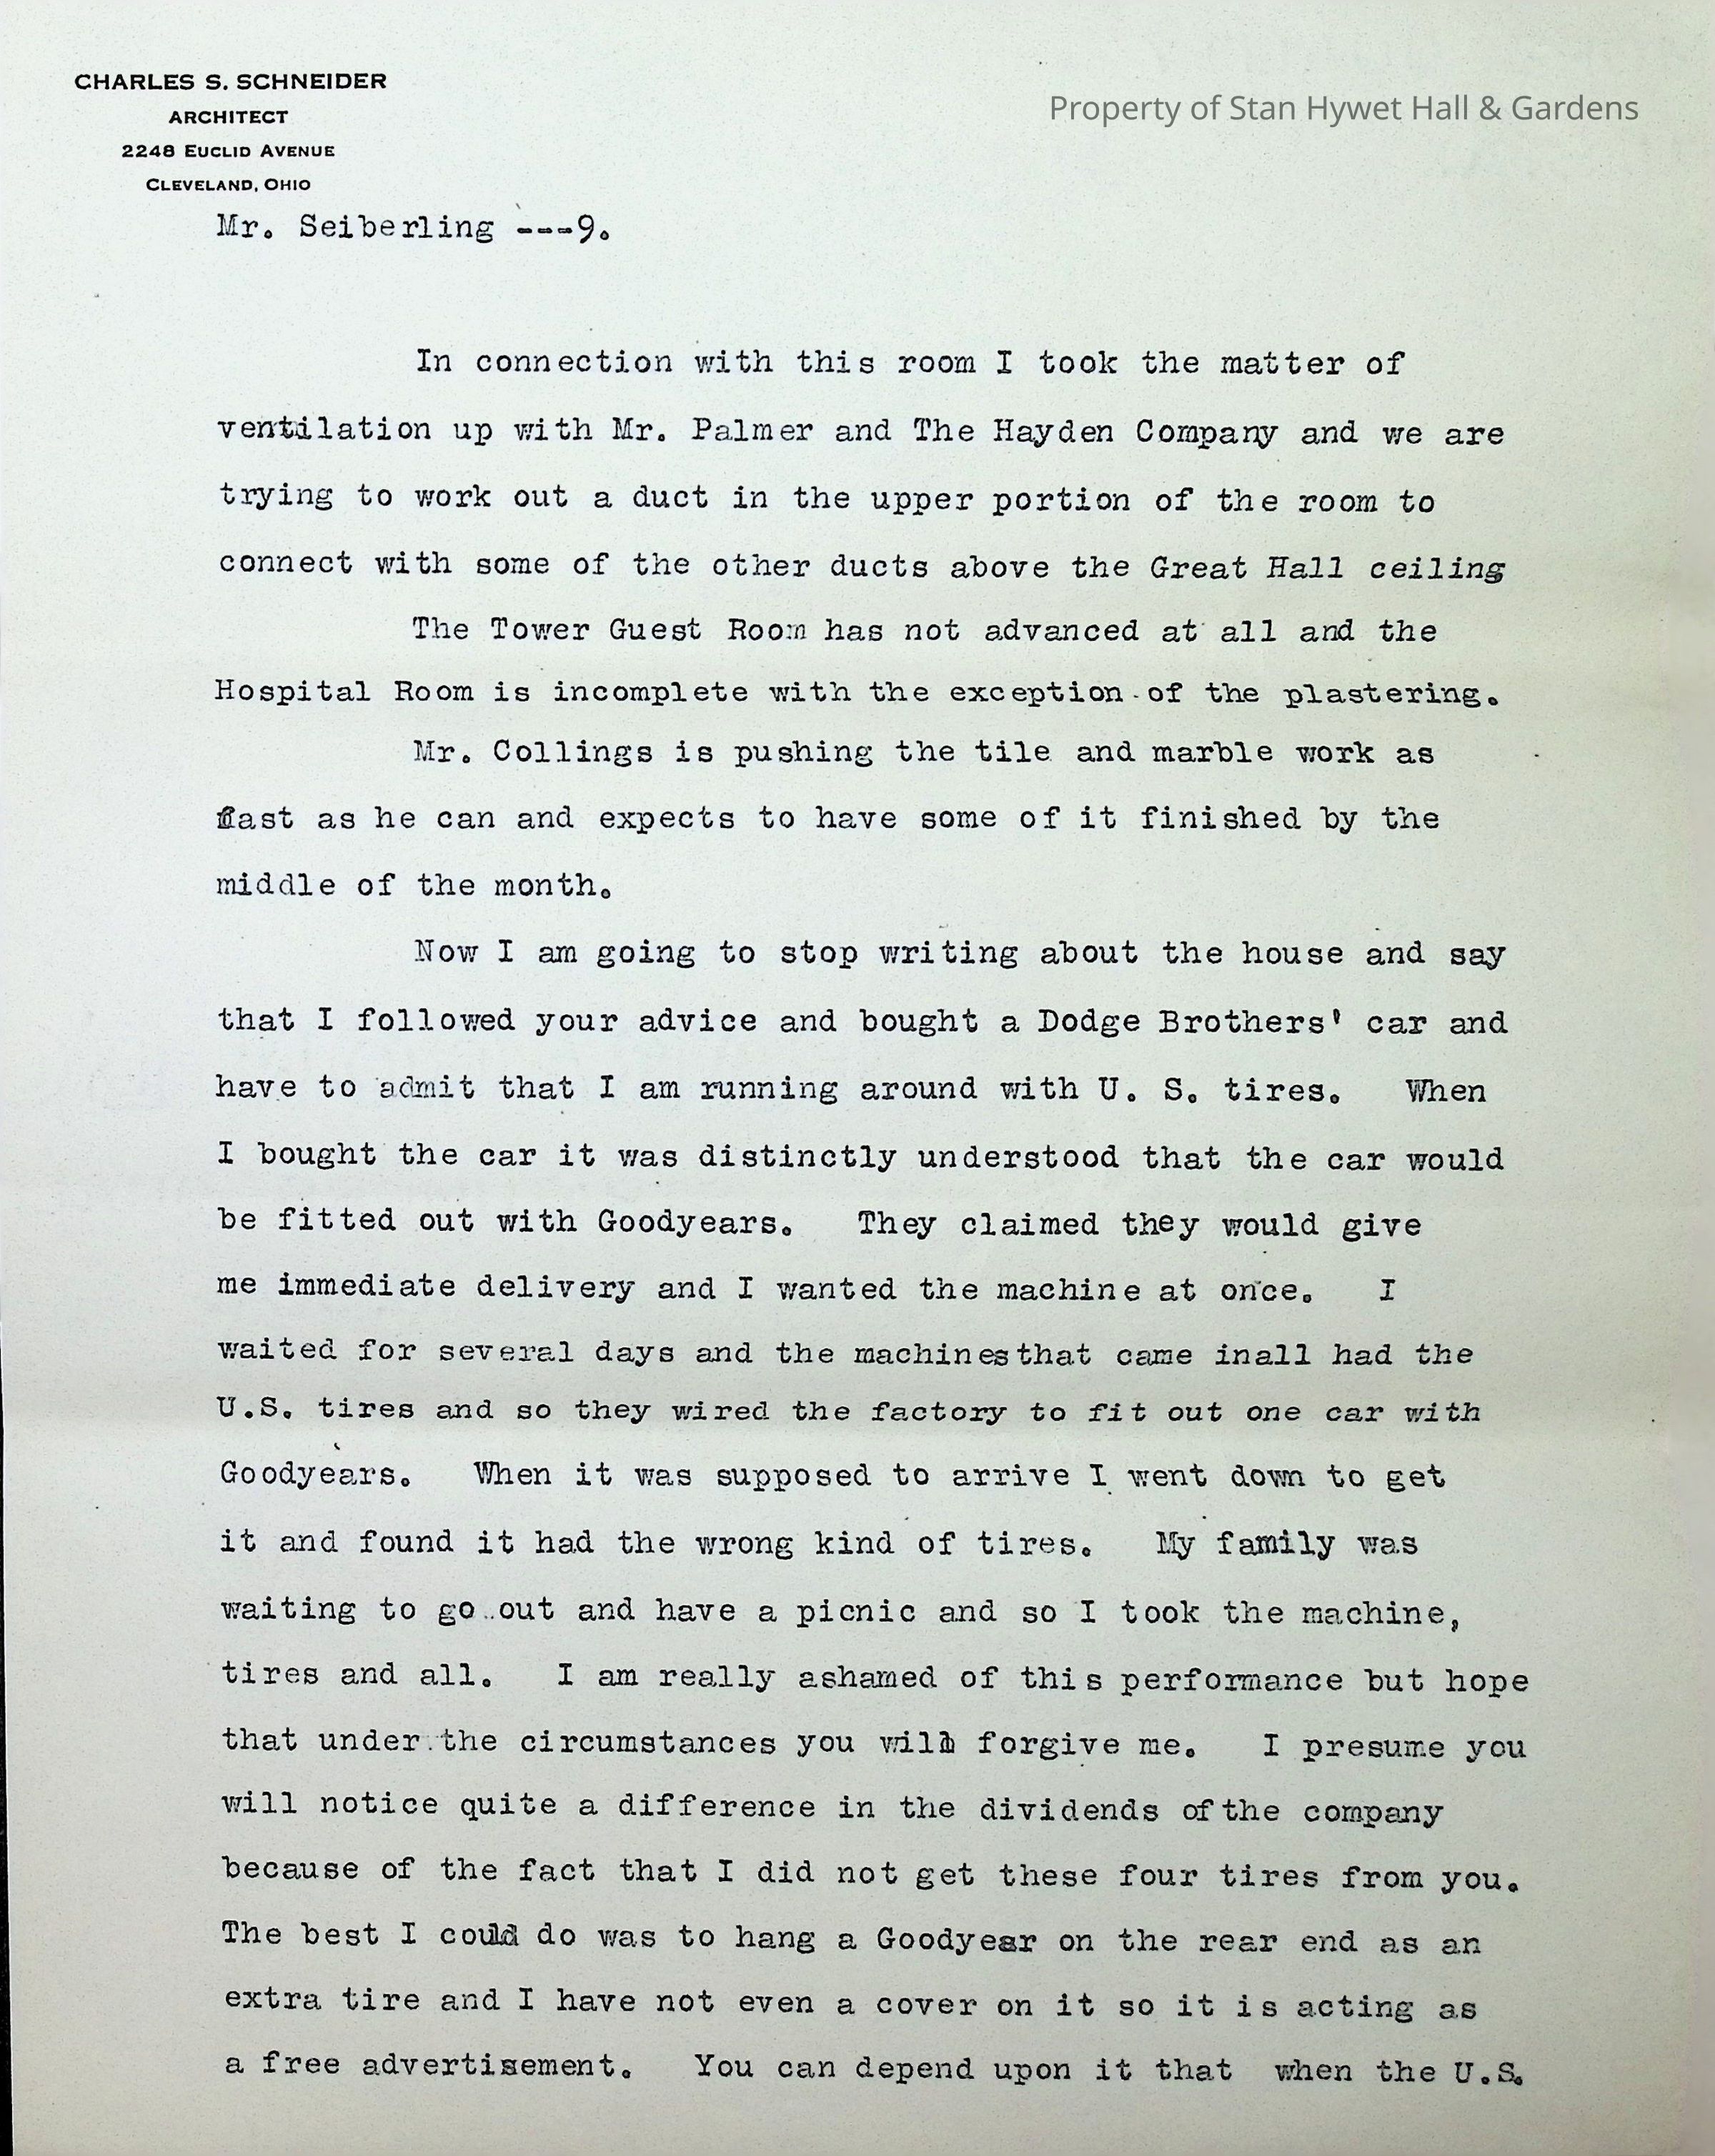 CHARLES S. SCHNEIDER
ARCHITECT
2248 EUCLID AVENUE
CLEVELAND, OHIO
Property of Stan Hywet Hall & Gardens
Mr. Seiberling ---9.
In connection with this room I took the matter of
ventilation up with Mr. Palmer and The Hayden Company and we are
trying to work out a duct in the upper portion of the room to
connect with some of the other ducts above the Great Hall ceiling
The Tower Guest Room has not advanced at all and the
Hospital Room is incomplete with the exception of the plastering.
Mr. Collings is pushing the tile and marble work as
fast as he can and expects to have some of it finished by the
middle of the month.
Now I am going to stop writing about the house and say
that I followed your advice and bought a Dodge Brothers' car and
have to admit that I am running around with U. S. tires. When
I bought the car it was distinctly understood that the car would
be fitted out with Goodyears. They claimed they would give
me immediate delivery and I wanted the machine at once. I
waited for several days and the machines that came inall had the
U.S. tires and so they wired the factory to fit out one car with
Goodyears. When it was supposed to arrive I went down to get
it and found it had the wrong kind of tires. My family was
waiting to go out and have a picnic and so I took the machine,
tires and all. I am really ashamed of this performance but hope
that under the circumstances you will forgive me. I presume you
will notice quite a difference in the dividends of the company
because of the fact that I did not get these four tires from you.
The best I could do was to hang a Goodyear on the rear end as an
extra tire and I have not even a cover on it so it is acting as
a free advertisement. You can depend upon it that when the U.S.